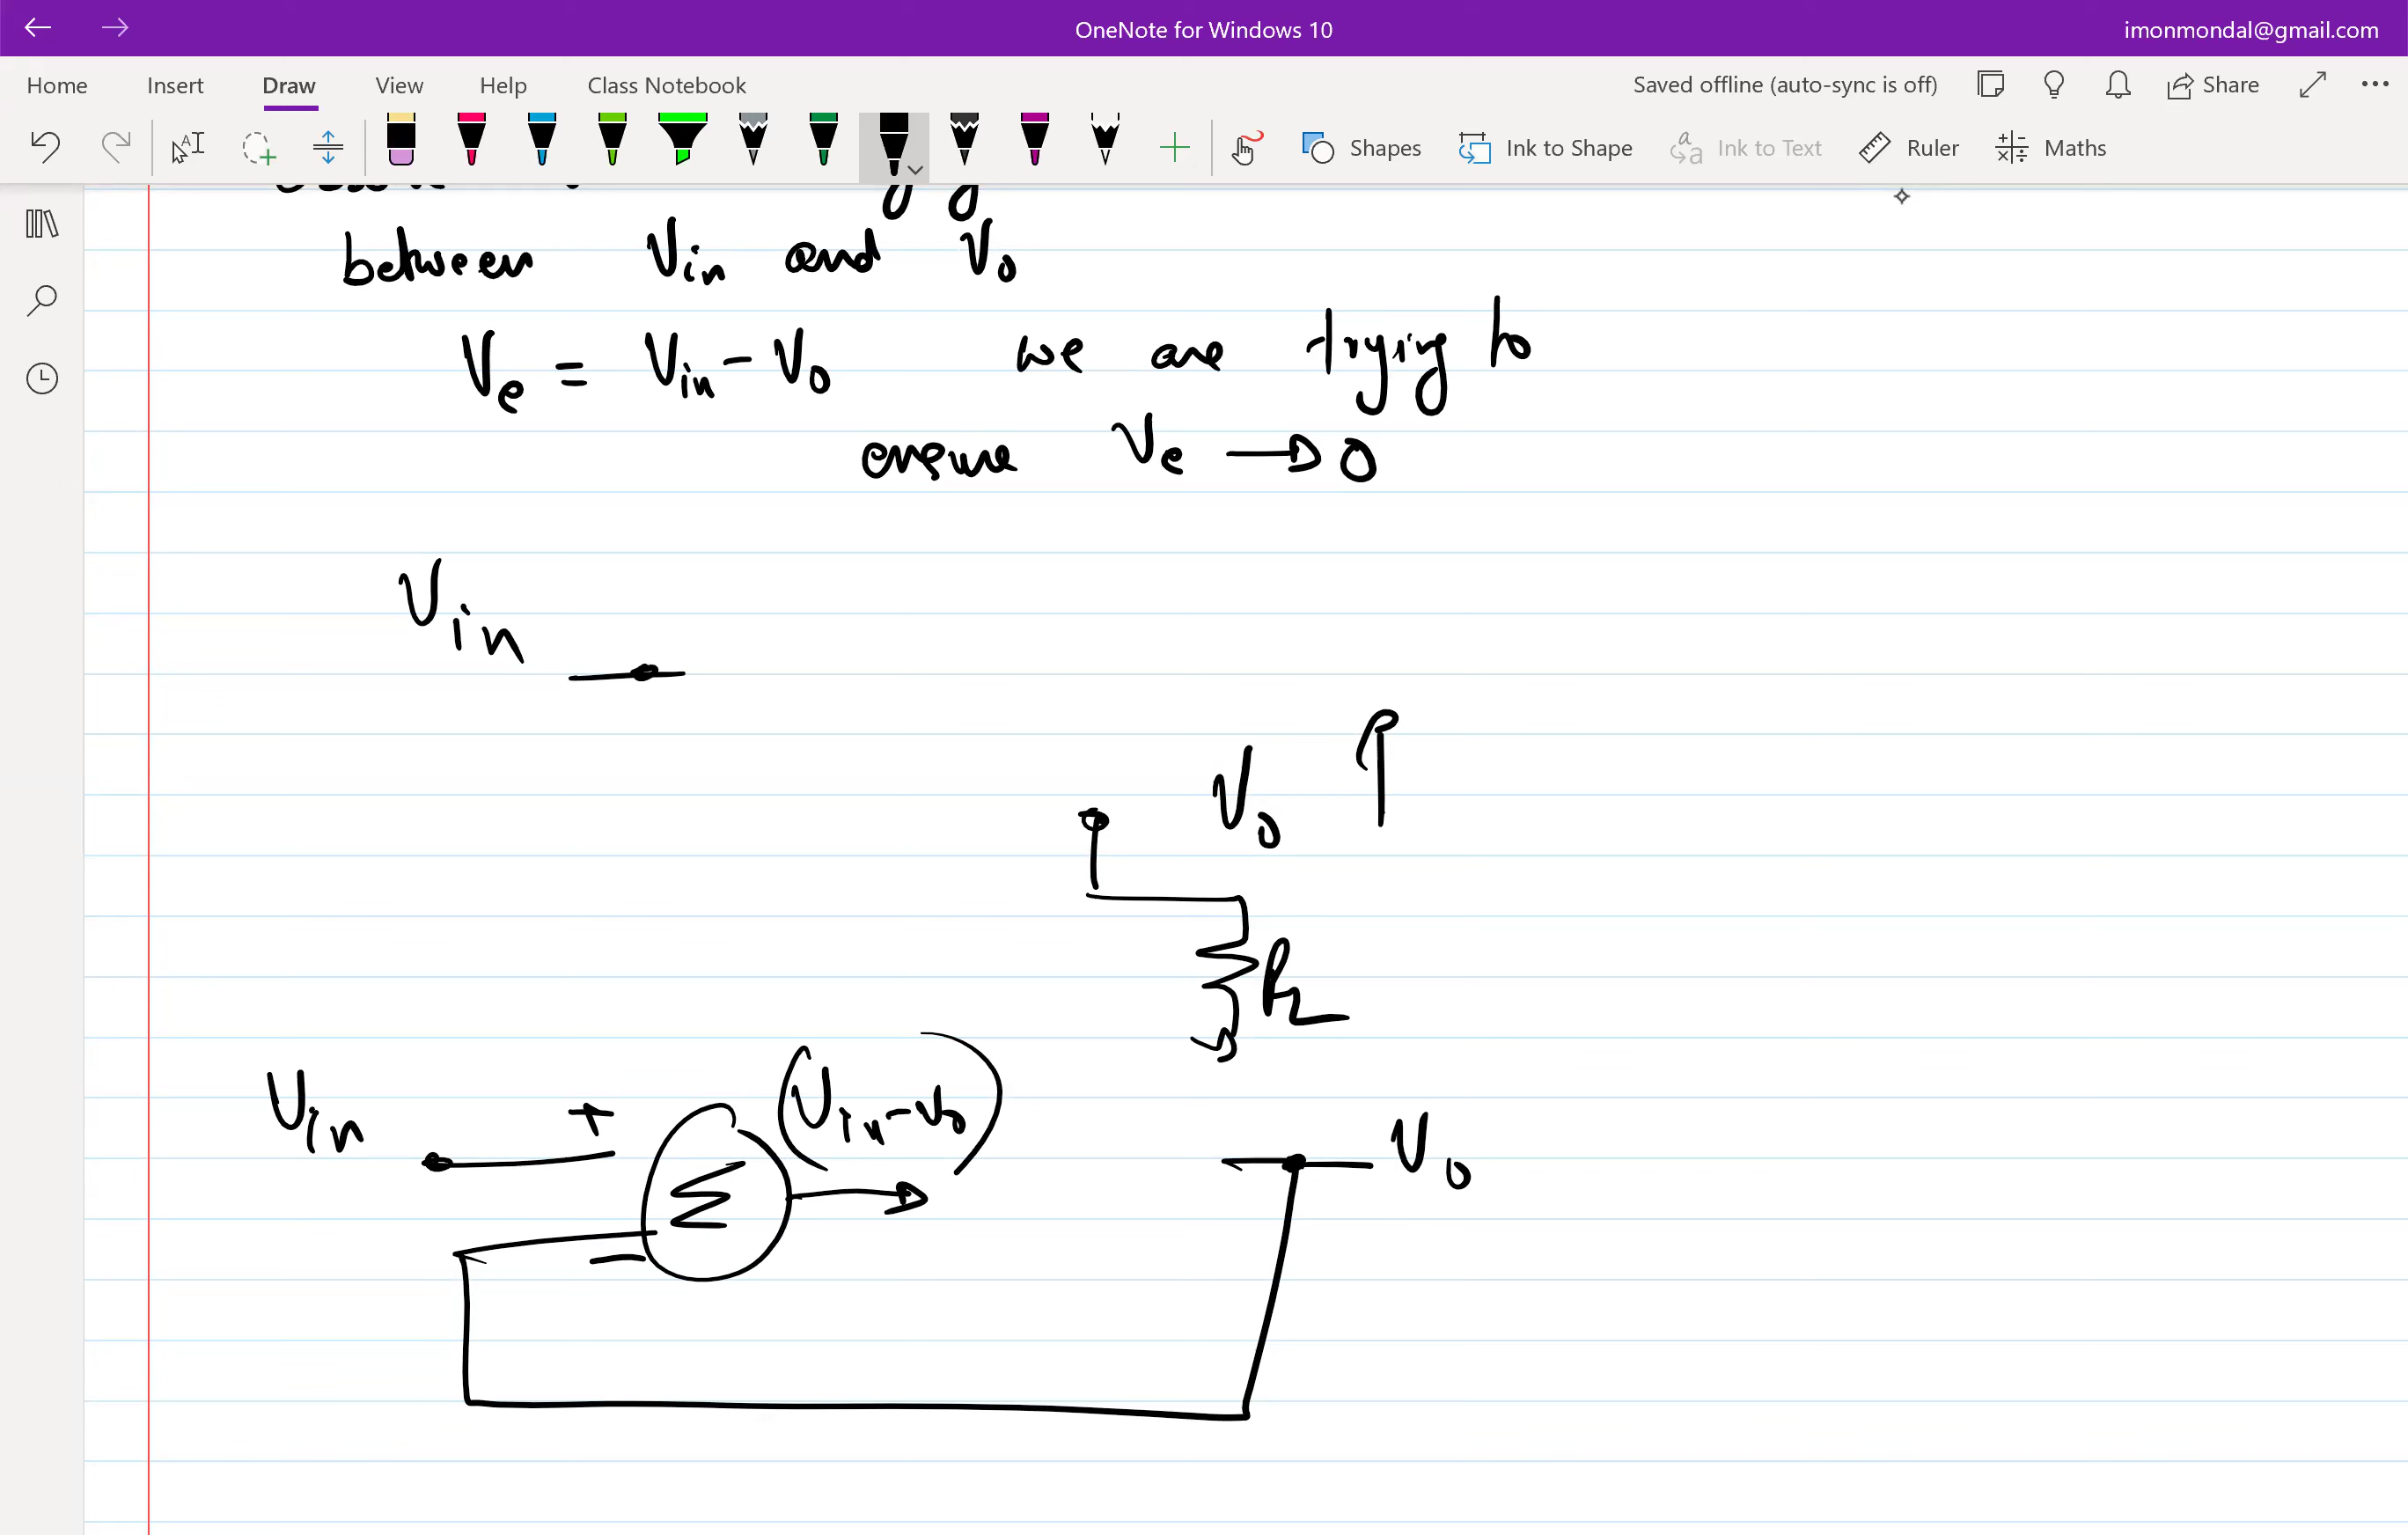 OneNote for Windows 10
imonmondal@gmail.com
Home Insert Draw View Help Class Notebook
Saved offline (auto-sync is off) Share
Shapes Ink to Shape Ink to Text Ruler Maths
between Vin and Vo
Ve = Vin - Vo we are trying to
ensure Ve → 0
Vin
Vo ↑
RL
Vin + Σ (Vin - Vo) Vo
−